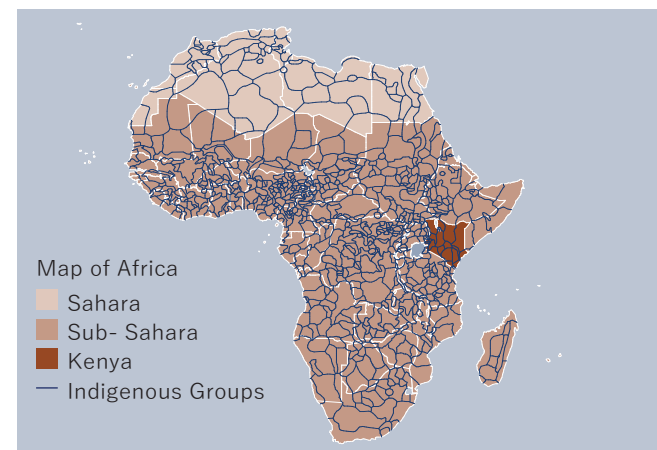 Map of Africa
Sahara
Sub- Sahara
Kenya
Indigenous Groups